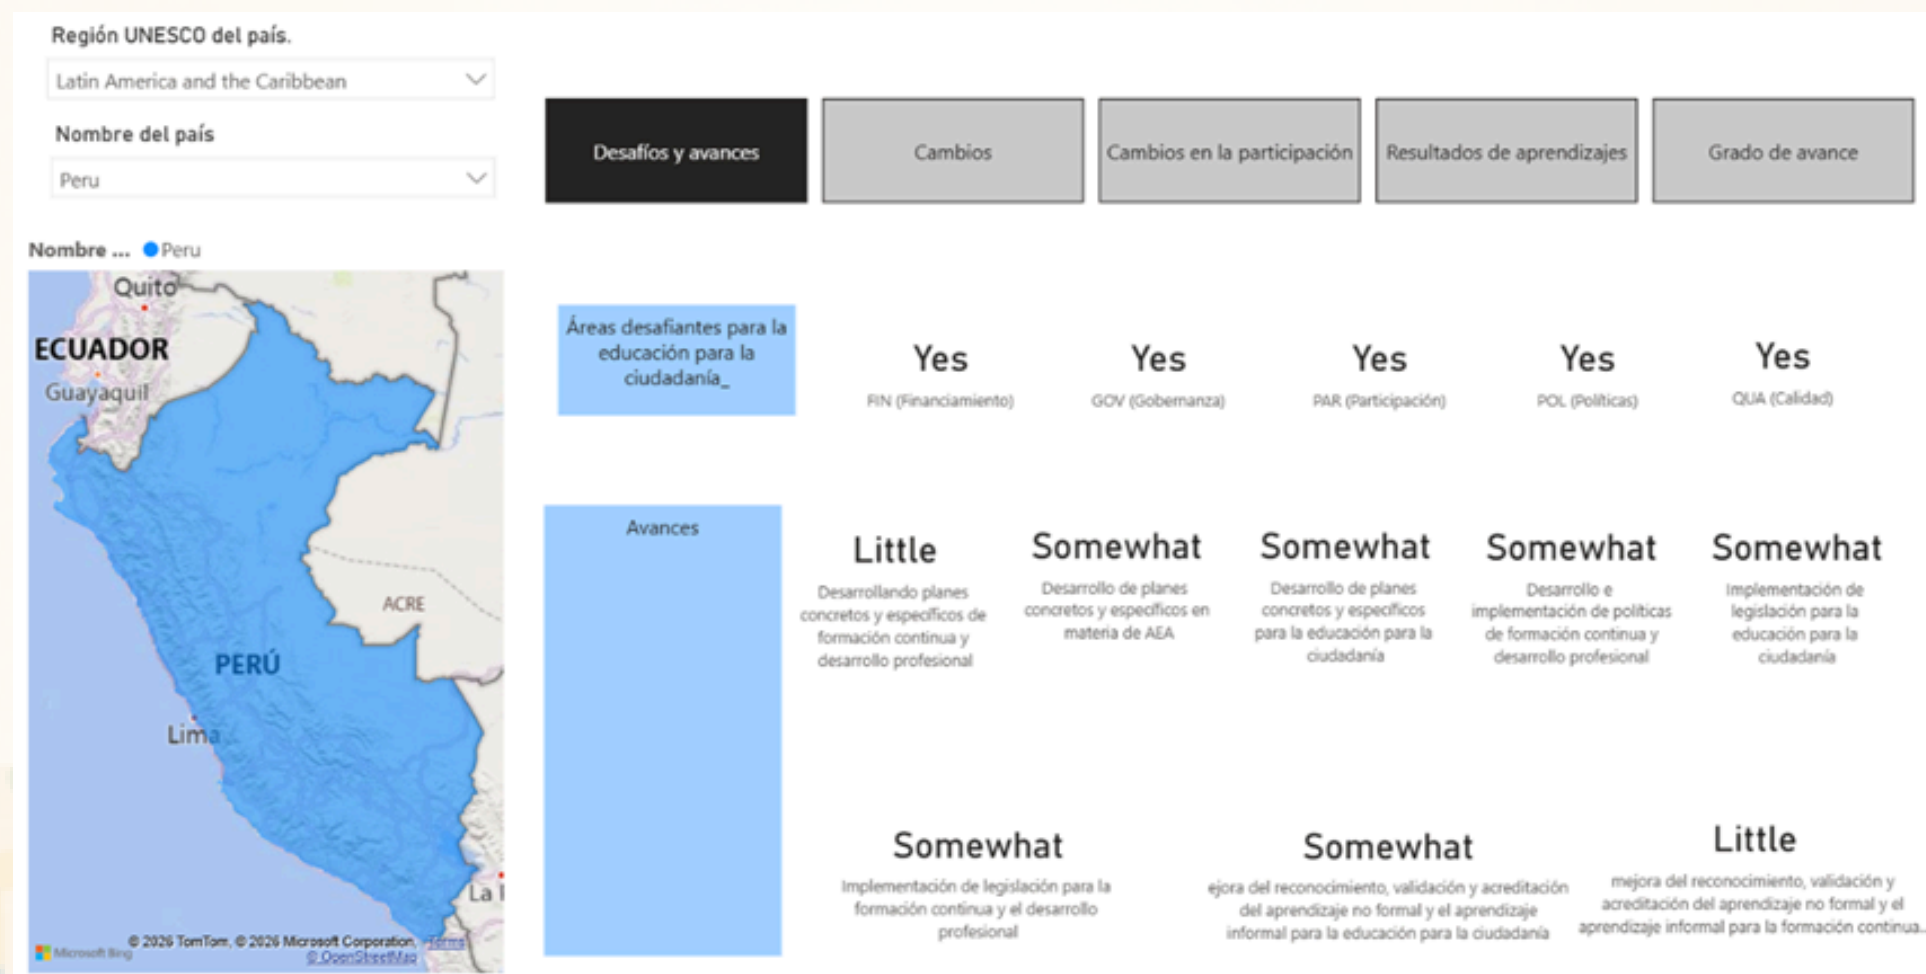 Región UNESCO del país.
Latin America and the Caribbean
Nombre del país
Peru
Desafíos y avances
Cambios
Cambios en la participación
Resultados de aprendizajes
Grado de avance
Nombre ...
Peru
Quito
ECUADOR
Guayaquil
ACRE
PERÚ
Lima
La
Microsoft Bing
© 2026 TomTom, © 2026 Microsoft Corporation, Terms
© OpenStreetMap
Áreas desafiantes para la
educación para la
ciudadanía_
Yes
FIN (Financiamiento)
Yes
GOV (Gobernanza)
Yes
PAR (Participación)
Yes
POL (Políticas)
Yes
QUA (Calidad)
Avances
Little
Desarrollando planes
concretos y específicos de
formación continua y
desarrollo profesional
Somewhat
Desarrollo de planes
concretos y específicos en
materia de AEA
Somewhat
Desarrollo de planes
concretos y específicos
para la educación para la
ciudadanía
Somewhat
Desarrollo e
implementación de políticas
de formación continua y
desarrollo profesional
Somewhat
Implementación de
legislación para la
educación para la
ciudadanía
Somewhat
Implementación de legislación para la
formación continua y el desarrollo
profesional
Somewhat
ejora del reconocimiento, validación y acreditación
del aprendizaje no formal y el aprendizaje
informal para la educación para la ciudadanía
Little
mejora del reconocimiento, validación y
acreditación del aprendizaje no formal y el
aprendizaje informal para la formación continua...